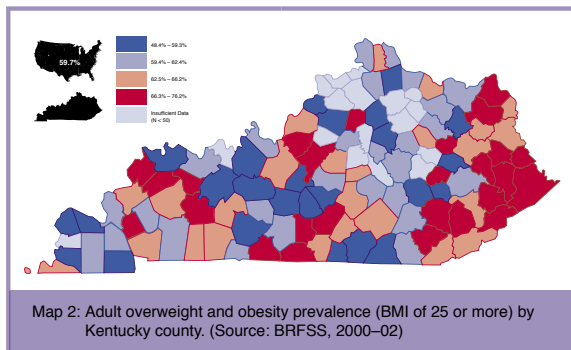 59.7%
48.4% – 59.3%
59.4% – 62.4%
62.5% – 66.2%
66.3% – 76.2%
Insufficient Data
(N < 50)
Map 2: Adult overweight and obesity prevalence (BMI of 25 or more) by
Kentucky county. (Source: BRFSS, 2000–02)